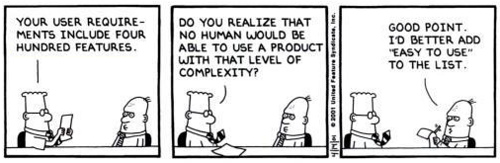 YOUR USER REQUIRE-
MENTS INCLUDE FOUR
HUNDRED FEATURES.
DO YOU REALIZE THAT
NO HUMAN WOULD BE
ABLE TO USE A PRODUCT
WITH THAT LEVEL OF
COMPLEXITY?
© 2001 United Feature Syndicate, Inc.
GOOD POINT.
I'D BETTER ADD
"EASY TO USE"
TO THE LIST.